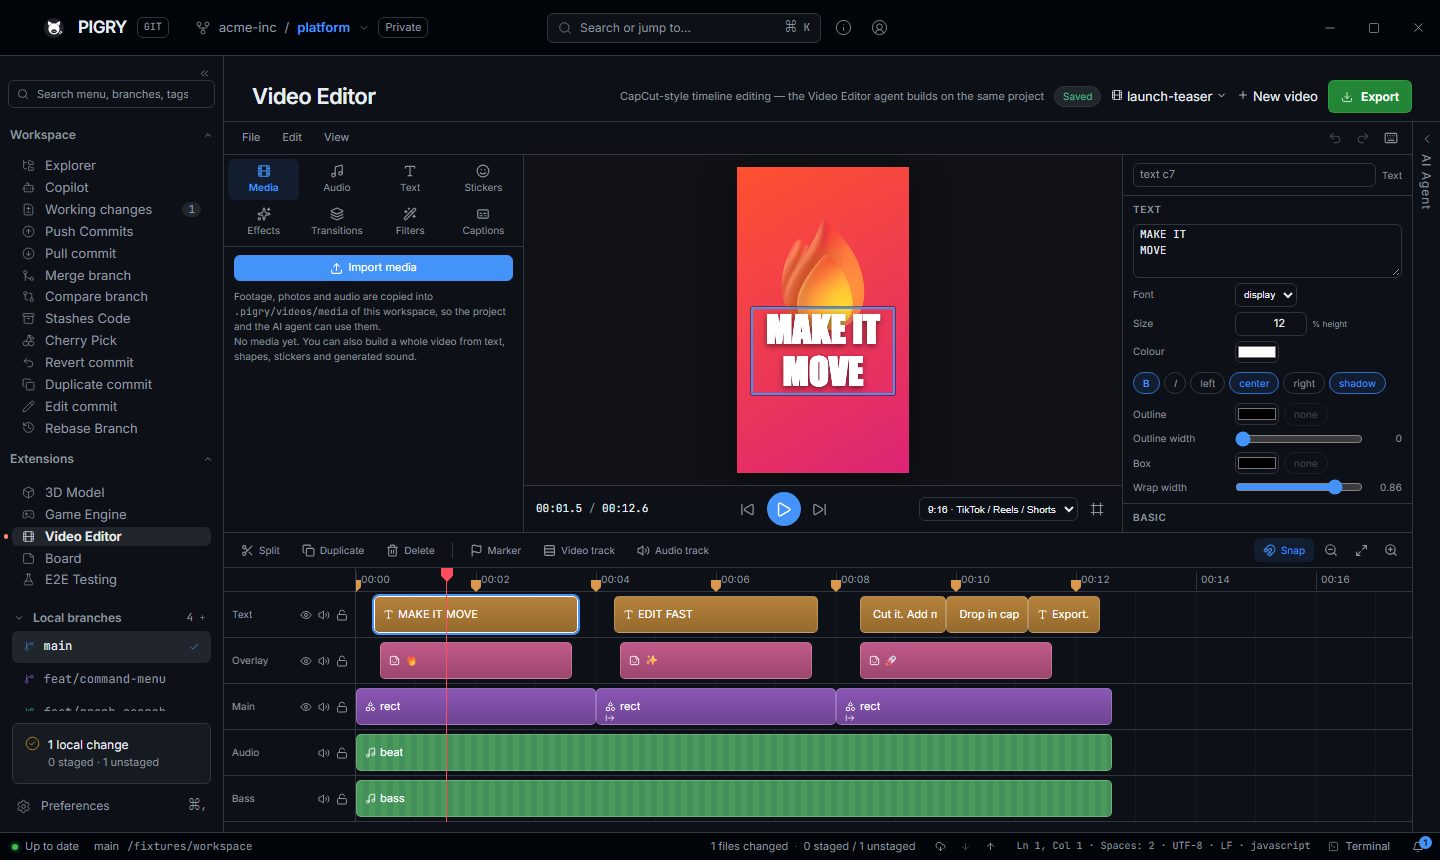 PIGRY GIT acme-inc / platform Private Search or jump to... ⌘ K
Search menu, branches, tags
Workspace
Explorer
Copilot
Working changes 1
Push Commits
Pull commit
Merge branch
Compare branch
Stashes Code
Cherry Pick
Revert commit
Duplicate commit
Edit commit
Rebase Branch
Extensions
3D Model
Game Engine
Video Editor
Board
E2E Testing
Local branches 4 +
main
feat/command-menu
1 local change
0 staged · 1 unstaged
Preferences ⌘,
Video Editor
CapCut-style timeline editing — the Video Editor agent builds on the same project Saved launch-teaser + New video Export
File Edit View
Media Audio Text Stickers
Effects Transitions Filters Captions
Import media
Footage, photos and audio are copied into
.pigry/videos/media of this workspace, so the project
and the AI agent can use them.
No media yet. You can also build a whole video from text,
shapes, stickers and generated sound.
MAKE IT
MOVE
00:01.5 / 00:12.6 9:16 · TikTok / Reels / Shorts
text c7 Text
TEXT
MAKE IT
MOVE
Font display
Size 12 % height
Colour
B I left center right shadow
Outline none
Outline width 0
Box none
Wrap width 0.86
BASIC
AI Agent
Split Duplicate Delete Marker Video track Audio track Snap
00:00 00:02 00:04 00:06 00:08 00:10 00:12 00:14 00:16
Text MAKE IT MOVE EDIT FAST Cut it. Add n Drop in cap Export.
Overlay
Main rect rect rect
Audio beat
Bass bass
Up to date main /fixtures/workspace 1 files changed · 0 staged / 1 unstaged Ln 1, Col 1 · Spaces: 2 · UTF-8 · LF · javascript Terminal 1